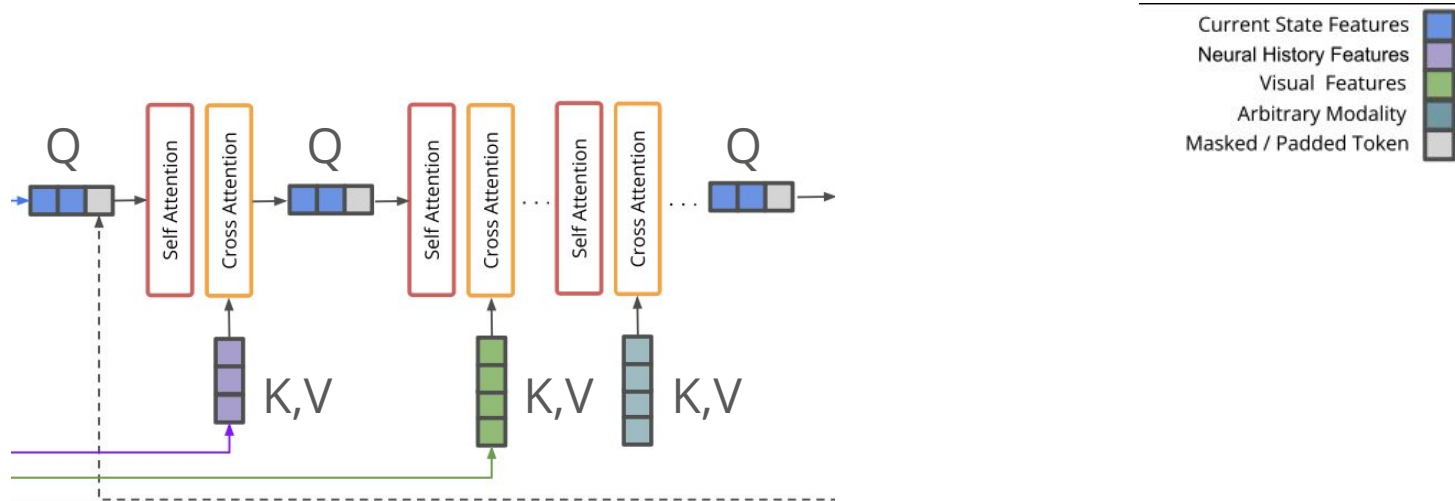 Current State Features
Neural History Features
Visual Features
Arbitrary Modality
Masked / Padded Token
Q
Self Attention
Cross Attention
Q
Self Attention
Cross Attention
...
Self Attention
Cross Attention
...
Q
K,V
K,V
K,V